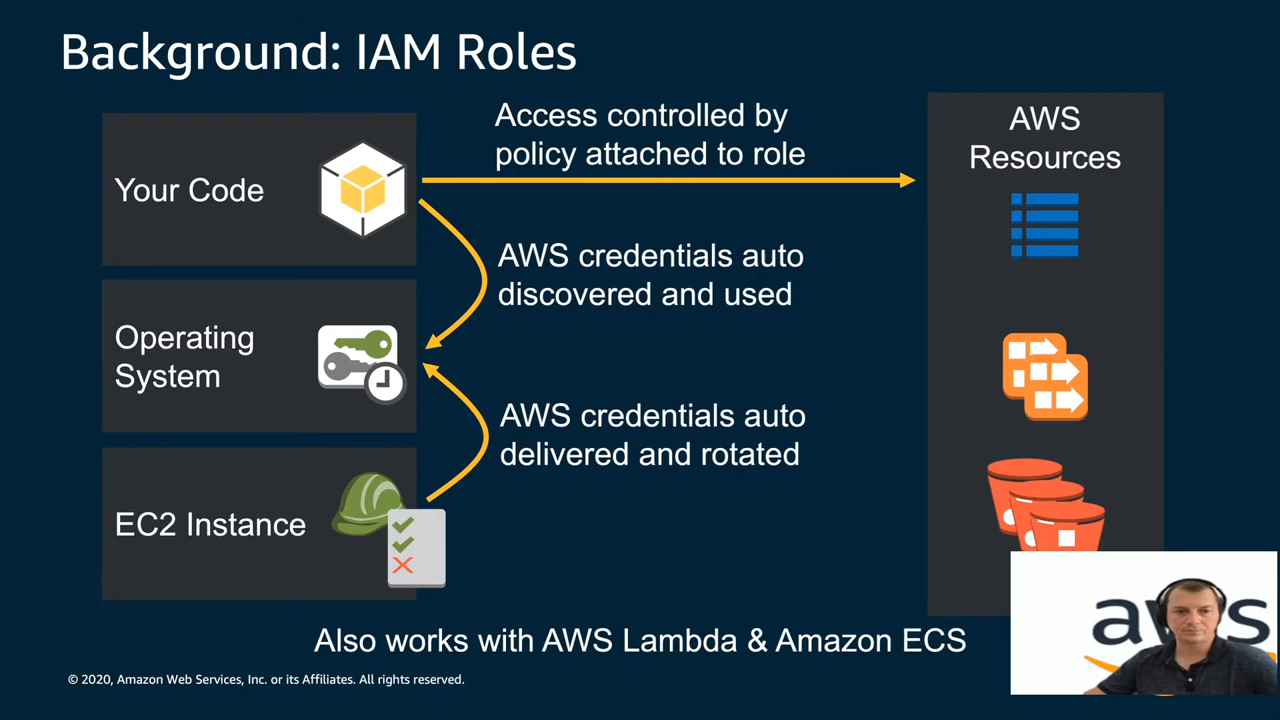 Background: IAM Roles
Your Code
Access controlled by
policy attached to role
AWS
Resources
AWS credentials auto
discovered and used
Operating
System
AWS credentials auto
delivered and rotated
EC2 Instance
Also works with AWS Lambda & Amazon ECS
aws
© 2020, Amazon Web Services, Inc. or its Affiliates. All rights reserved.